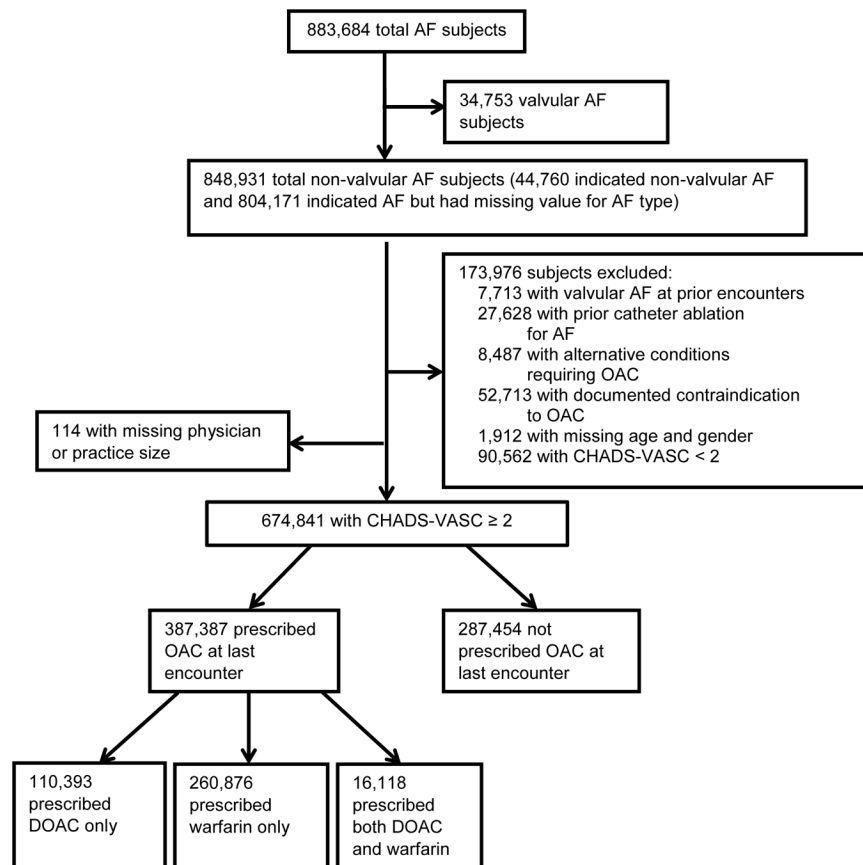 883,684 total AF subjects
34,753 valvular AF
subjects
848,931 total non-valvular AF subjects (44,760 indicated non-valvular AF
and 804,171 indicated AF but had missing value for AF type)
173,976 subjects excluded:
7,713 with valvular AF at prior encounters
27,628 with prior catheter ablation
for AF
8,487 with alternative conditions
requiring OAC
52,713 with documented contraindication
to OAC
1,912 with missing age and gender
90,562 with CHADS-VASC < 2
114 with missing physician
or practice size
674,841 with CHADS-VASC ≥ 2
387,387 prescribed
OAC at last
encounter
287,454 not
prescribed OAC at
last encounter
110,393
prescribed
DOAC only
260,876
prescribed
warfarin only
16,118
prescribed
both DOAC
and warfarin